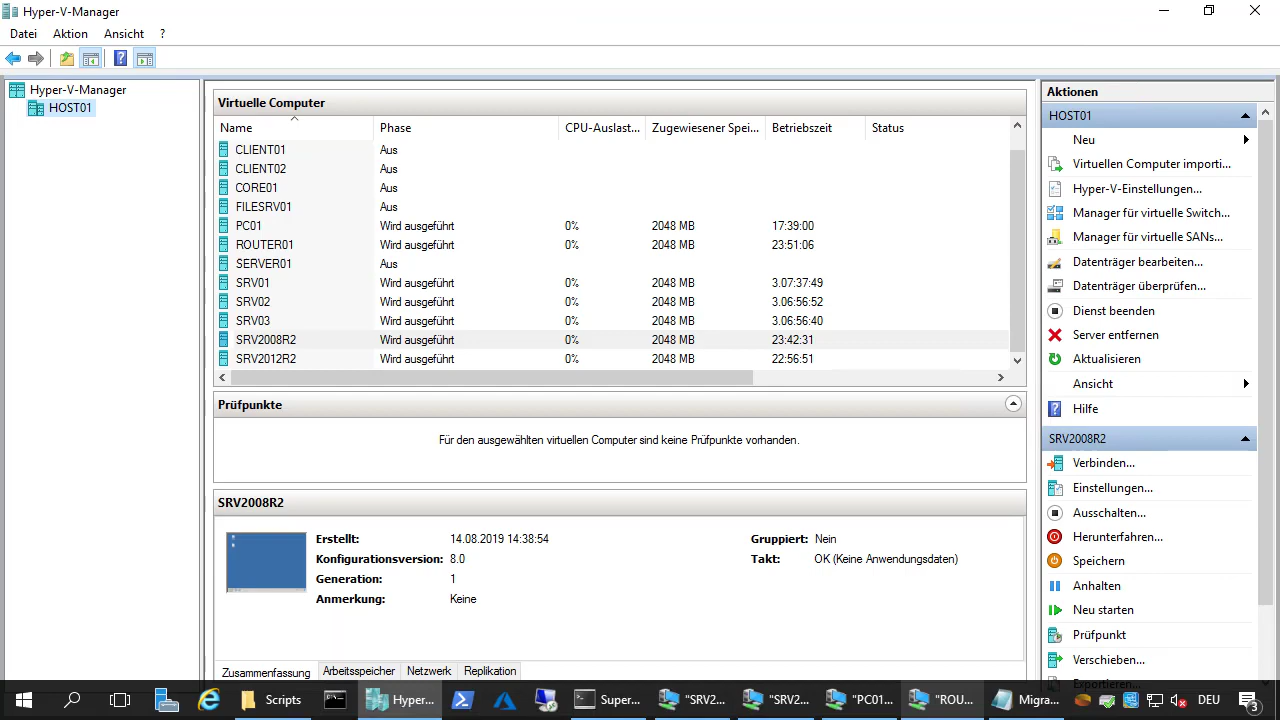 Hyper-V-Manager
Datei Aktion Ansicht ?
Hyper-V-Manager
HOST01
Virtuelle Computer
Name Phase CPU-Auslast... Zugewiesener Spei... Betriebszeit Status
CLIENT01 Aus
CLIENT02 Aus
CORE01 Aus
FILESRV01 Aus
PC01 Wird ausgeführt 0% 2048 MB 17:39:00
ROUTER01 Wird ausgeführt 0% 2048 MB 23:51:06
SERVER01 Aus
SRV01 Wird ausgeführt 0% 2048 MB 3.07:37:49
SRV02 Wird ausgeführt 0% 2048 MB 3.06:56:52
SRV03 Wird ausgeführt 0% 2048 MB 3.06:56:40
SRV2008R2 Wird ausgeführt 0% 2048 MB 23:42:31
SRV2012R2 Wird ausgeführt 0% 2048 MB 22:56:51
Prüfpunkte
Für den ausgewählten virtuellen Computer sind keine Prüfpunkte vorhanden.
SRV2008R2
Erstellt: 14.08.2019 14:38:54 Gruppiert: Nein
Konfigurationsversion: 8.0 Takt: OK (Keine Anwendungsdaten)
Generation: 1
Anmerkung: Keine
Zusammenfassung Arbeitsspeicher Netzwerk Replikation
Aktionen
HOST01
Neu
Virtuellen Computer importi...
Hyper-V-Einstellungen...
Manager für virtuelle Switch...
Manager für virtuelle SANs...
Datenträger bearbeiten...
Datenträger überprüfen...
Dienst beenden
Server entfernen
Aktualisieren
Ansicht
Hilfe
SRV2008R2
Verbinden...
Einstellungen...
Ausschalten...
Herunterfahren...
Speichern
Anhalten
Neu starten
Prüfpunkt
Verschieben...
Exportieren...
Scripts Hyper... Super... "SRV2... "SRV2... "PC01... "ROU... Migra... DEU 3